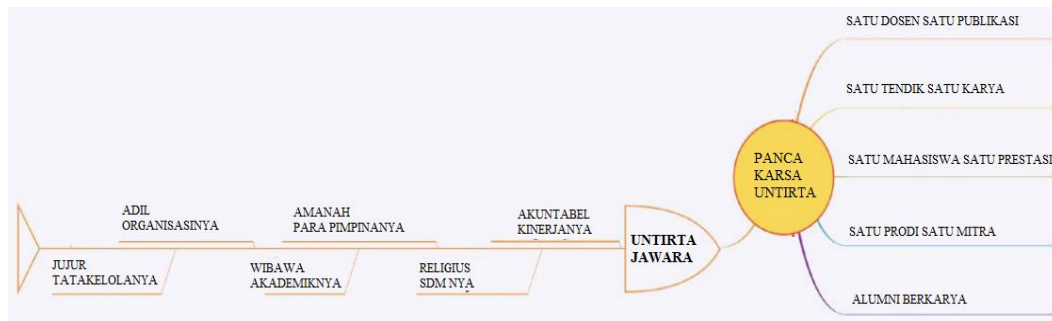 SATU DOSEN SATU PUBLIKASI
SATU TENDIK SATU KARYA
PANCA
KARSA
UNTIRTA
SATU MAHASISWA SATU PRESTASI
ADIL
ORGANISASINYA
AMANAH
PARA PIMPINANYA
AKUNTABEL
KINERJANYA
UNTIRTA
JAWARA
SATU PRODI SATU MITRA
JUJUR
TATAKELOLANYA
WIBAWA
AKADEMIKNYA
RELIGIUS
SDM NYA
ALUMNI BERKARYA